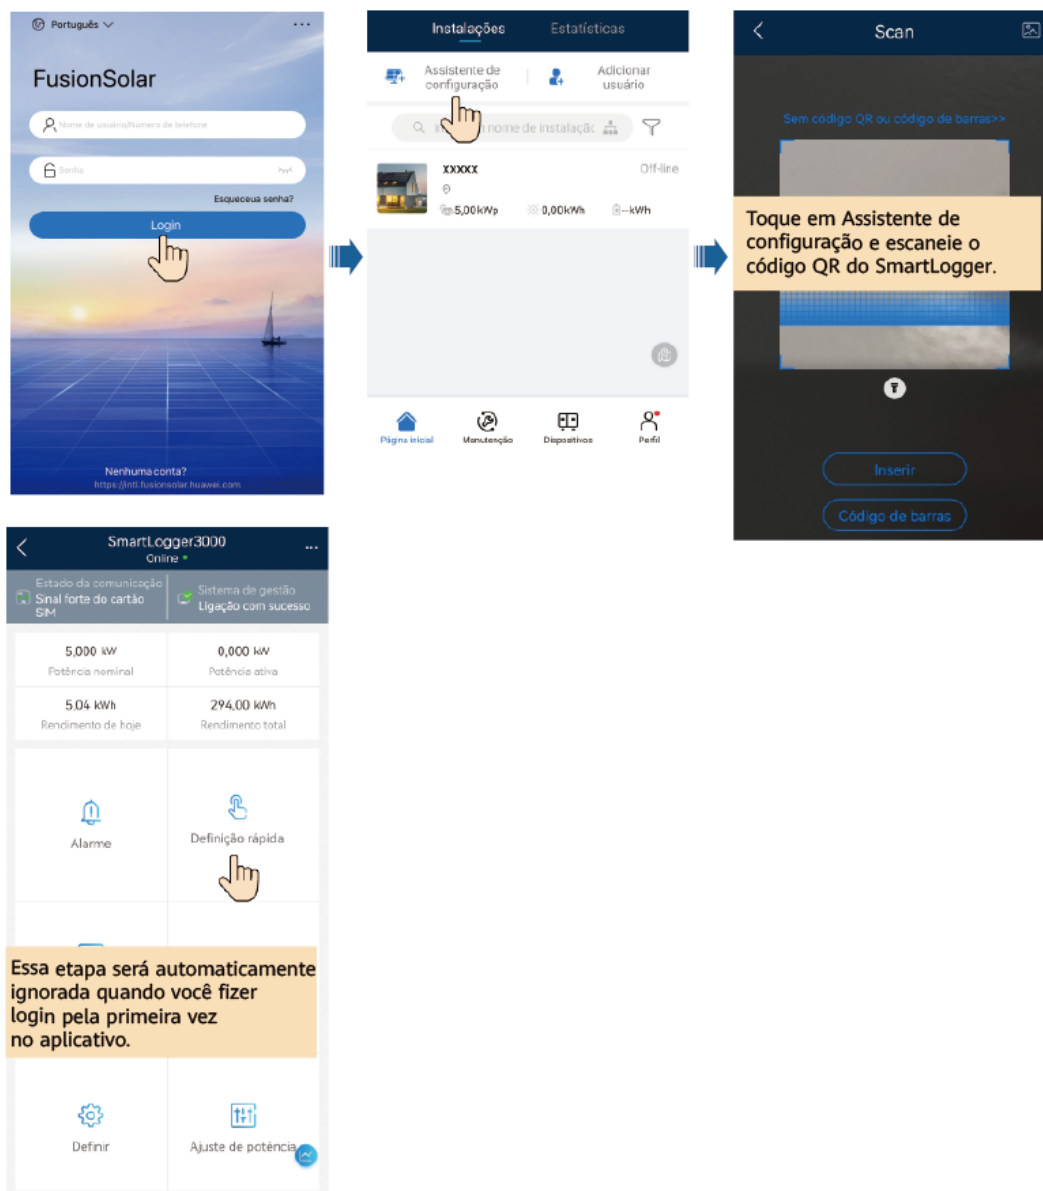 Português
FusionSolar
Nome de usuário/Número de telefone
Senha
Esqueceua senha?
Login
Nenhuma conta?
https://intl.fusionsolar.huawei.com
Instalações Estatísticas
Assistente de
configuração
Adicionar
usuário
nome de instalaçãc
xxxxx Off-line
5,00kWp 0,00kWh --kWh
Página inicial Manutenção Dispositivos Perfil
Scan
Sem código QR ou código de barras>>
Toque em Assistente de
configuração e escaneie o
código QR do SmartLogger.
Inserir
Código de barras
SmartLogger3000
Online
Estado da comunicação
Sinal forte do cartão
SIM
Sistema de gestão
Ligação com sucesso
5,000 kW 0,000 kW
Potência nominal Potência ativa
5.04 kWh 294,00 kWh
Rendimento de hoje Rendimento total
Alarme Definição rápida
Essa etapa será automaticamente
ignorada quando você fizer
login pela primeira vez
no aplicativo.
Definir Ajuste de potência